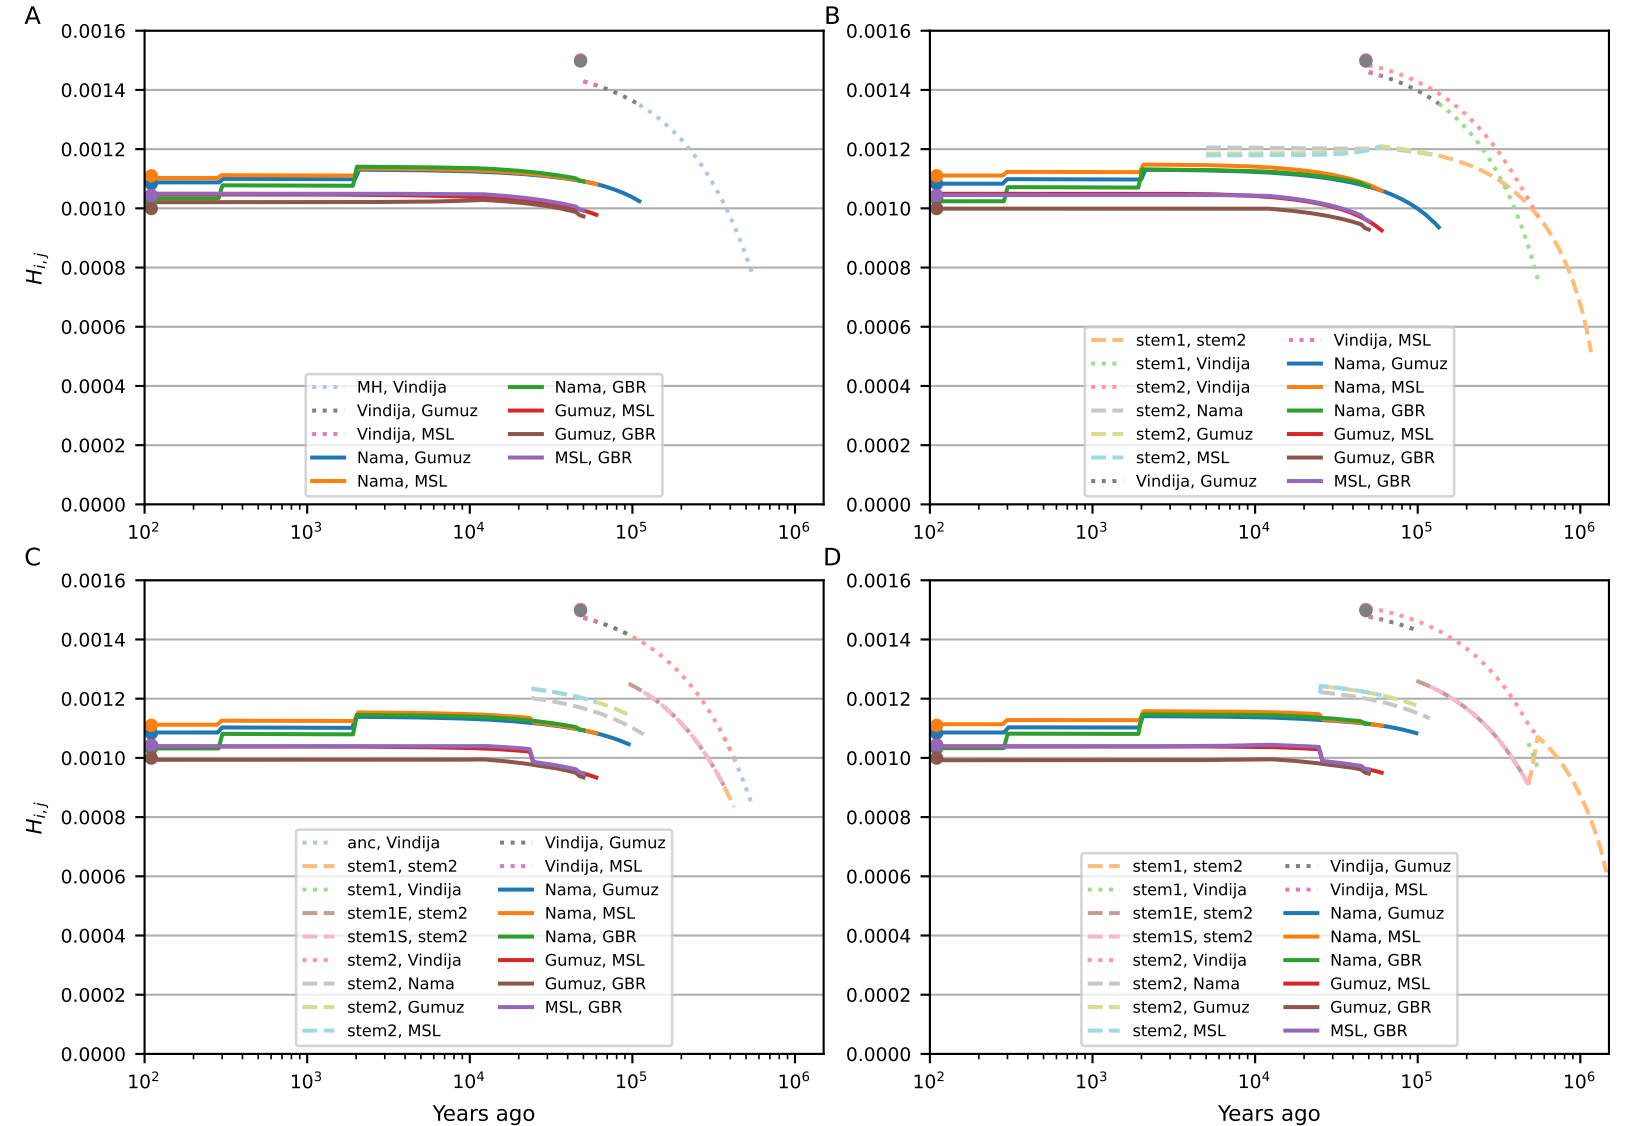 A
0.0016
0.0014
0.0012
0.0010
0.0008
0.0006
0.0004
0.0002
0.0000
H_{i,j}
MH, Vindija
Vindija, Gumuz
Vindija, MSL
Nama, Gumuz
Nama, MSL
Nama, GBR
Gumuz, MSL
Gumuz, GBR
MSL, GBR
10^2 10^3 10^4 10^5 10^6
B
0.0016
0.0014
0.0012
0.0010
0.0008
0.0006
0.0004
0.0002
0.0000
stem1, stem2
stem1, Vindija
stem2, Vindija
stem2, Nama
stem2, Gumuz
stem2, MSL
Vindija, Gumuz
Vindija, MSL
Nama, Gumuz
Nama, MSL
Nama, GBR
Gumuz, MSL
Gumuz, GBR
MSL, GBR
10^2 10^3 10^4 10^5 10^6
C
0.0016
0.0014
0.0012
0.0010
0.0008
0.0006
0.0004
0.0002
0.0000
H_{i,j}
anc, Vindija
stem1, stem2
stem1, Vindija
stem1E, stem2
stem1S, stem2
stem2, Vindija
stem2, Nama
stem2, Gumuz
stem2, MSL
Vindija, Gumuz
Vindija, MSL
Nama, Gumuz
Nama, MSL
Nama, GBR
Gumuz, MSL
Gumuz, GBR
MSL, GBR
10^2 10^3 10^4 10^5 10^6
Years ago
D
0.0016
0.0014
0.0012
0.0010
0.0008
0.0006
0.0004
0.0002
0.0000
stem1, stem2
stem1, Vindija
stem1E, stem2
stem1S, stem2
stem2, Vindija
stem2, Nama
stem2, Gumuz
stem2, MSL
Vindija, Gumuz
Vindija, MSL
Nama, Gumuz
Nama, MSL
Nama, GBR
Gumuz, MSL
Gumuz, GBR
MSL, GBR
10^2 10^3 10^4 10^5 10^6
Years ago